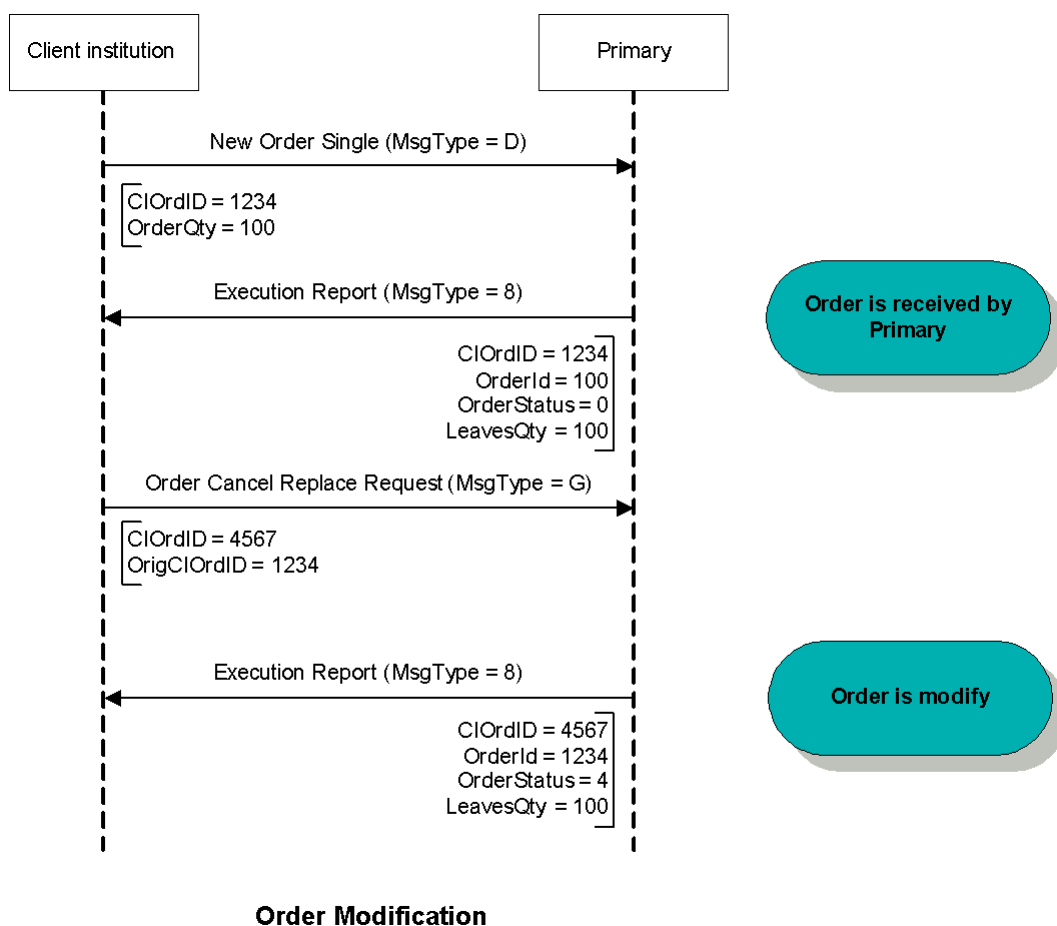 Client institution
Primary
New Order Single (MsgType = D)
ClOrdID = 1234
OrderQty = 100
Execution Report (MsgType = 8)
Order is received by
Primary
ClOrdID = 1234
OrderId = 100
OrderStatus = 0
LeavesQty = 100
Order Cancel Replace Request (MsgType = G)
ClOrdID = 4567
OrigClOrdID = 1234
Execution Report (MsgType = 8)
Order is modify
ClOrdID = 4567
OrderId = 1234
OrderStatus = 4
LeavesQty = 100
Order Modification